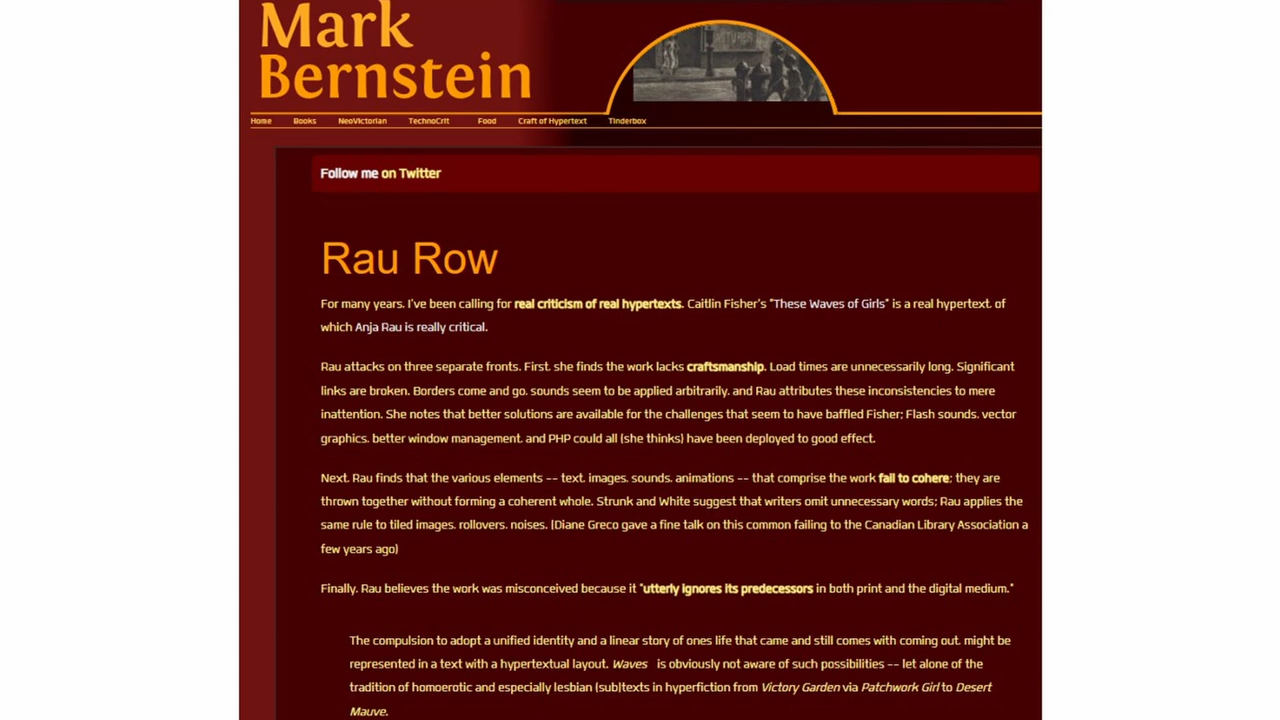 Mark
Bernstein
Home Books NeoVictorian TechnoCrit Food Craft of Hypertext Tinderbox
Follow me on Twitter
Rau Row
For many years, I've been calling for real criticism of real hypertexts. Caitlin Fisher's "These Waves of Girls" is a real hypertext, of
which Anja Rau is really critical.
Rau attacks on three separate fronts. First, she finds the work lacks craftsmanship. Load times are unnecessarily long. Significant
links are broken. Borders come and go, sounds seem to be applied arbitrarily, and Rau attributes these inconsistencies to mere
inattention. She notes that better solutions are available for the challenges that seem to have baffled Fisher; Flash sounds, vector
graphics, better window management, and PHP could all (she thinks) have been deployed to good effect.
Next, Rau finds that the various elements -- text, images, sounds, animations -- that comprise the work fail to cohere; they are
thrown together without forming a coherent whole. Strunk and White suggest that writers omit unnecessary words; Rau applies the
same rule to tiled images, rollovers, noises. (Diane Greco gave a fine talk on this common failing to the Canadian Library Association a
few years ago)
Finally, Rau believes the work was misconceived because it "utterly ignores its predecessors in both print and the digital medium."
The compulsion to adopt a unified identity and a linear story of ones life that came and still comes with coming out, might be
represented in a text with a hypertextual layout. Waves is obviously not aware of such possibilities -- let alone of the
tradition of homoerotic and especially lesbian (sub)texts in hyperfiction from Victory Garden via Patchwork Girl to Desert
Mauve.